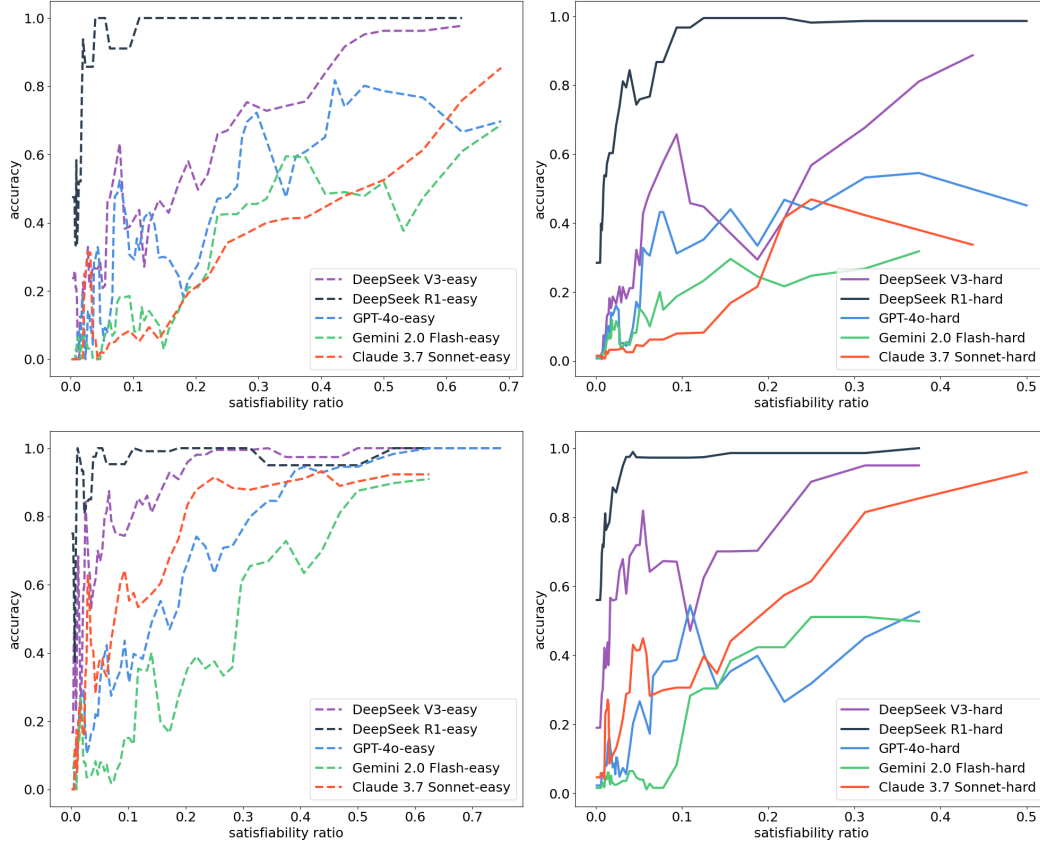 1.0
0.8
0.6
0.4
0.2
0.0
accuracy
0.0 0.1 0.2 0.3 0.4 0.5 0.6 0.7
satisfiability ratio
DeepSeek V3-easy
DeepSeek R1-easy
GPT-4o-easy
Gemini 2.0 Flash-easy
Claude 3.7 Sonnet-easy
1.0
0.8
0.6
0.4
0.2
0.0
accuracy
0.0 0.1 0.2 0.3 0.4 0.5
satisfiability ratio
DeepSeek V3-hard
DeepSeek R1-hard
GPT-4o-hard
Gemini 2.0 Flash-hard
Claude 3.7 Sonnet-hard
1.0
0.8
0.6
0.4
0.2
0.0
accuracy
0.0 0.1 0.2 0.3 0.4 0.5 0.6 0.7
satisfiability ratio
DeepSeek V3-easy
DeepSeek R1-easy
GPT-4o-easy
Gemini 2.0 Flash-easy
Claude 3.7 Sonnet-easy
1.0
0.8
0.6
0.4
0.2
0.0
accuracy
0.0 0.1 0.2 0.3 0.4 0.5
satisfiability ratio
DeepSeek V3-hard
DeepSeek R1-hard
GPT-4o-hard
Gemini 2.0 Flash-hard
Claude 3.7 Sonnet-hard